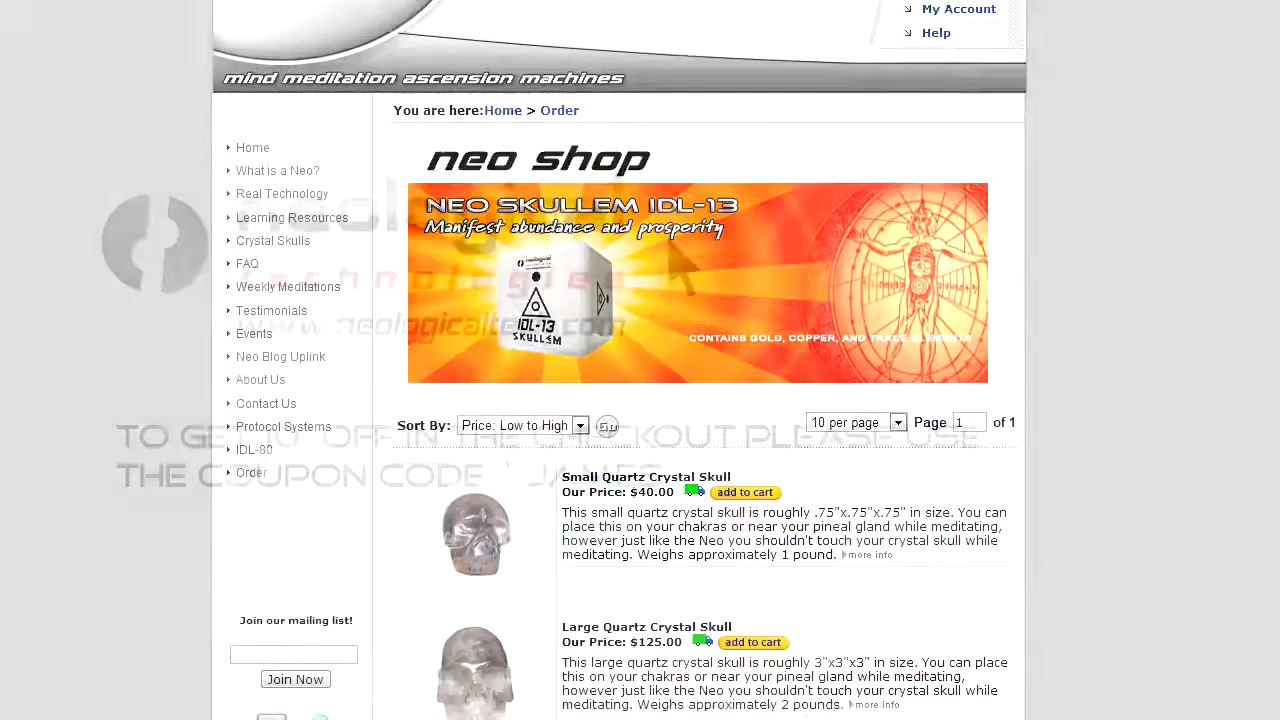 My Account
Help
mind meditation ascension machines
You are here:Home > Order
Home
What is a Neo?
Real Technology
Learning Resources
Crystal Skulls
FAQ
Weekly Meditations
Testimonials
Events
Neo Blog Uplink
About Us
Contact Us
Protocol Systems
IDL-80
Order
Join our mailing list!
Join Now
neo shop
NEO SKULLEM IDL-13
Manifest abundance and prosperity
neological
IDL-13
SKULLEM
CONTAINS GOLD, COPPER, AND TRACE ELEMENTS
www.neologicaltech.com
Sort By: Price: Low to High Go
10 per page Page 1 of 1
TO GET OFF IN THE CHECKOUT PLEASE USE
THE COUPON CODE ' JAMES
Small Quartz Crystal Skull
Our Price: $40.00 add to cart
This small quartz crystal skull is roughly .75"x.75"x.75" in size. You can
place this on your chakras or near your pineal gland while meditating,
however just like the Neo you shouldn't touch your crystal skull while
meditating. Weighs approximately 1 pound. more info
Large Quartz Crystal Skull
Our Price: $125.00 add to cart
This large quartz crystal skull is roughly 3"x3"x3" in size. You can place
this on your chakras or near your pineal gland while meditating,
however just like the Neo you shouldn't touch your crystal skull while
meditating. Weighs approximately 2 pounds. more info